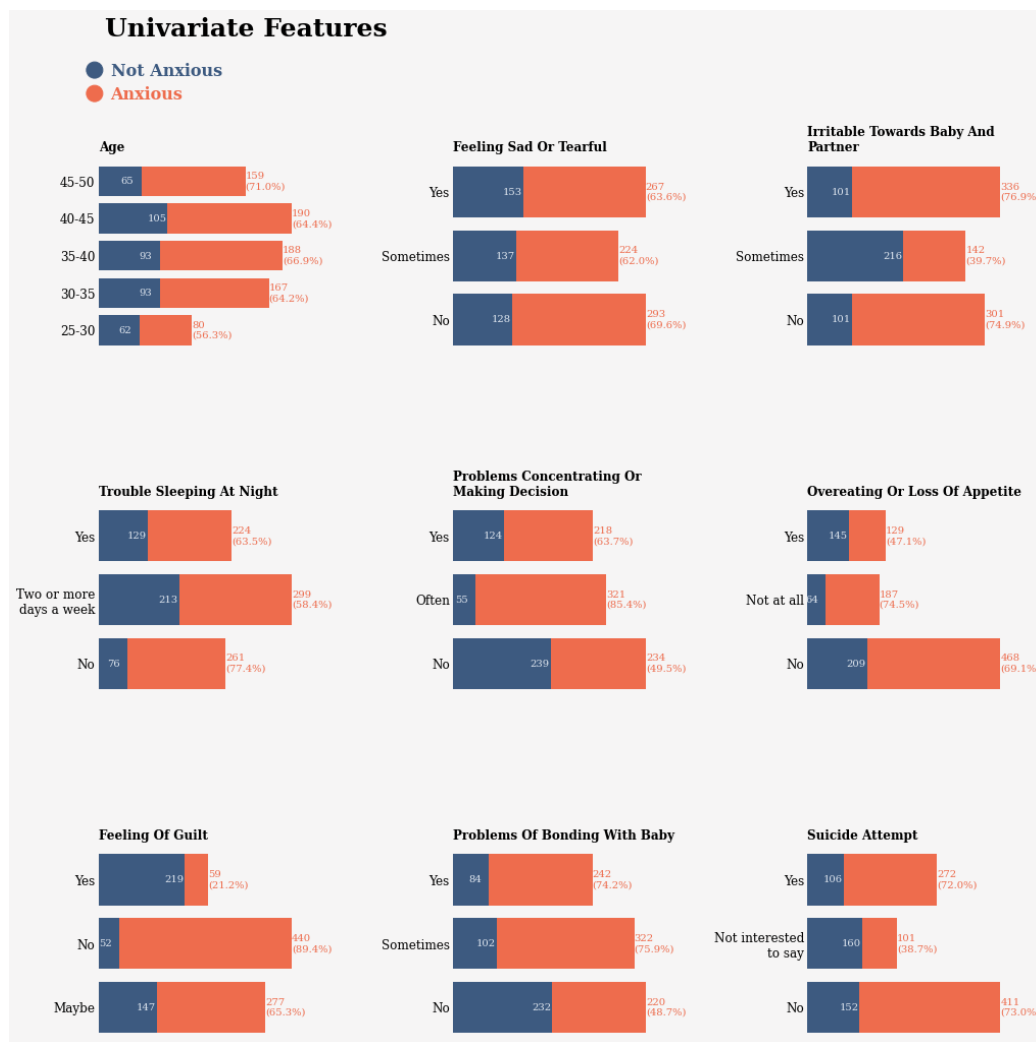 Univariate Features
Not Anxious
Anxious
Age
45-50
65
159
(71.0%)
40-45
105
190
(64.4%)
35-40
93
188
(66.9%)
30-35
93
167
(64.2%)
25-30
62
80
(56.3%)
Feeling Sad Or Tearful
Yes
153
267
(63.6%)
Sometimes
137
224
(62.0%)
No
128
293
(69.6%)
Irritable Towards Baby And
Partner
Yes
101
336
(76.9%
Sometimes
216
142
(39.7%)
No
101
301
(74.9%)
Trouble Sleeping At Night
Yes
129
224
(63.5%)
Two or more
days a week
213
299
(58.4%)
No
76
261
(77.4%)
Problems Concentrating Or
Making Decision
Yes
124
218
(63.7%)
Often
55
321
(85.4%)
No
239
234
(49.5%)
Overeating Or Loss Of Appetite
Yes
145
129
(47.1%)
Not at all
64
187
(74.5%)
No
209
468
(69.1%
Feeling Of Guilt
Yes
219
59
(21.2%)
No
52
440
(89.4%)
Maybe
147
277
(65.3%)
Problems Of Bonding With Baby
Yes
84
242
(74.2%)
Sometimes
102
322
(75.9%)
No
232
220
(48.7%)
Suicide Attempt
Yes
106
272
(72.0%)
Not interested
to say
160
101
(38.7%)
No
152
411
(73.0%